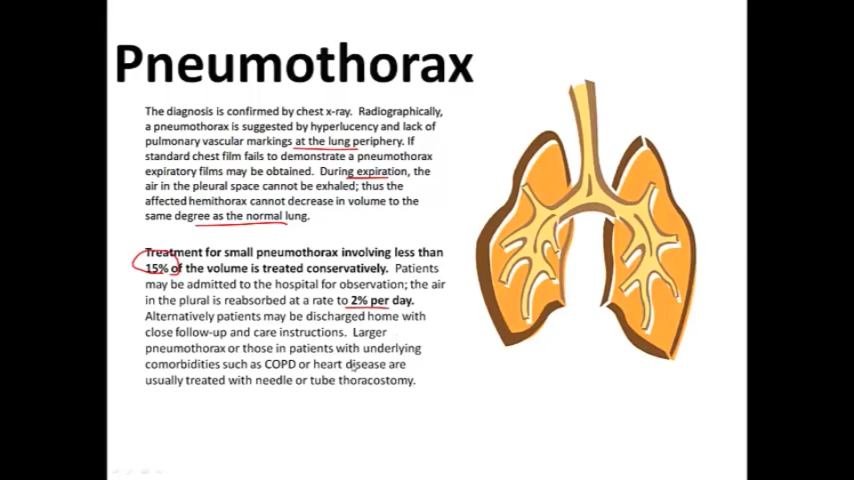 Pneumothorax
The diagnosis is confirmed by chest x-ray.  Radiographically,
a pneumothorax is suggested by hyperlucency and lack of
pulmonary vascular markings at the lung periphery. If
standard chest film fails to demonstrate a pneumothorax
expiratory films may be obtained.  During expiration, the
air in the pleural space cannot be exhaled; thus the
affected hemithorax cannot decrease in volume to the
same degree as the normal lung.
Treatment for small pneumothorax involving less than
15% of the volume is treated conservatively.  Patients
may be admitted to the hospital for observation; the air
in the plural is reabsorbed at a rate to 2% per day.
Alternatively patients may be discharged home with
close follow-up and care instructions.  Larger
pneumothorax or those in patients with underlying
comorbidities such as COPD or heart disease are
usually treated with needle or tube thoracostomy.